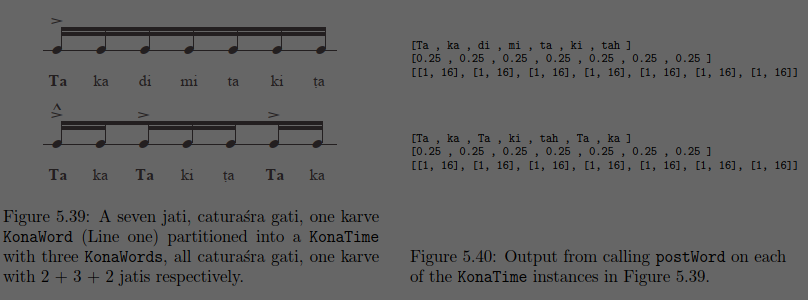 Ta ka di mi ta ki ṭa
Ta ka Ta ki ṭa Ta ka
Figure 5.39: A seven jati, caturaśra gati, one karve
KonaWord (Line one) partitioned into a KonaTime
with three KonaWords, all caturaśra gati, one karve
with 2 + 3 + 2 jatis respectively.
[Ta , ka , di , mi , ta , ki , tah ]
[0.25 , 0.25 , 0.25 , 0.25 , 0.25 , 0.25 ]
[[1, 16], [1, 16], [1, 16], [1, 16], [1, 16], [1, 16], [1, 16]]
[Ta , ka , Ta , ki , tah , Ta , ka ]
[0.25 , 0.25 , 0.25 , 0.25 , 0.25 , 0.25 ]
[[1, 16], [1, 16], [1, 16], [1, 16], [1, 16], [1, 16], [1, 16]]
Figure 5.40: Output from calling postWord on each
of the KonaTime instances in Figure 5.39.